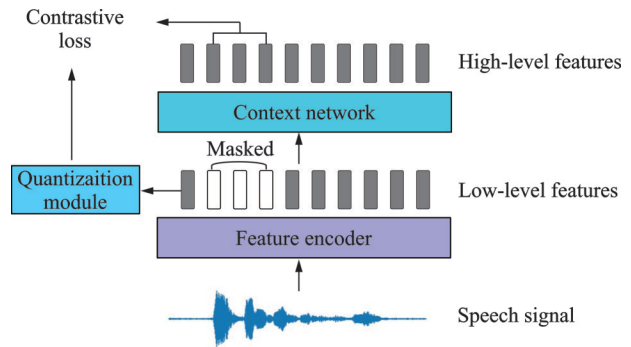 Contrastive
loss
High-level features
Context network
Masked
Quantizaition
module
Low-level features
Feature encoder
Speech signal